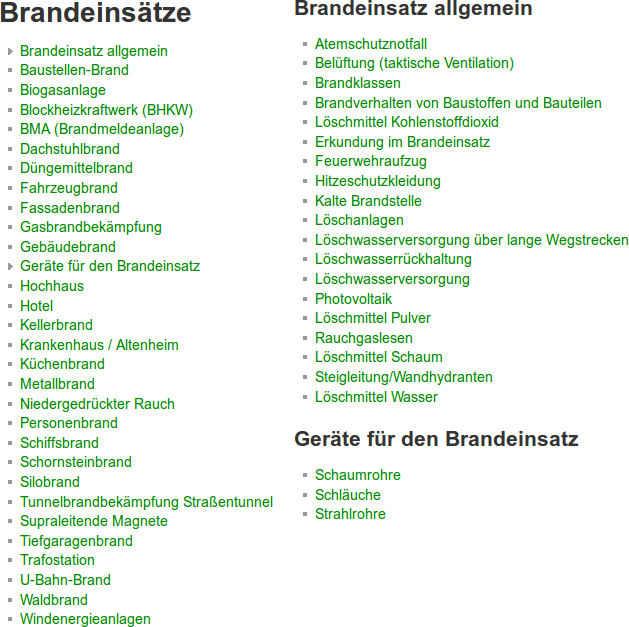 Brandeinsätze
Brandeinsatz allgemein
Baustellen-Brand
Biogasanlage
Blockheizkraftwerk (BHKW)
BMA (Brandmeldeanlage)
Dachstuhlbrand
Düngemittelbrand
Fahrzeugbrand
Fassadenbrand
Gasbrandbekämpfung
Gebäudebrand
Geräte für den Brandeinsatz
Hochhaus
Hotel
Kellerbrand
Krankenhaus / Altenheim
Küchenbrand
Metallbrand
Niedergedrückter Rauch
Personenbrand
Schiffsbrand
Schornsteinbrand
Silobrand
Tunnelbrandbekämpfung Straßentunnel
Supraleitende Magnete
Tiefgaragenbrand
Trafostation
U-Bahn-Brand
Waldbrand
Windenergieanlagen
Brandeinsatz allgemein
Atemschutznotfall
Belüftung (taktische Ventilation)
Brandklassen
Brandverhalten von Baustoffen und Bauteilen
Löschmittel Kohlenstoffdioxid
Erkundung im Brandeinsatz
Feuerwehraufzug
Hitzeschutzkleidung
Kalte Brandstelle
Löschanlagen
Löschwasserversorgung über lange Wegstrecken
Löschwasserrückhaltung
Löschwasserversorgung
Photovoltaik
Löschmittel Pulver
Rauchgaslesen
Löschmittel Schaum
Steigleitung/Wandhydranten
Löschmittel Wasser
Geräte für den Brandeinsatz
Schaumrohre
Schläuche
Strahlrohre